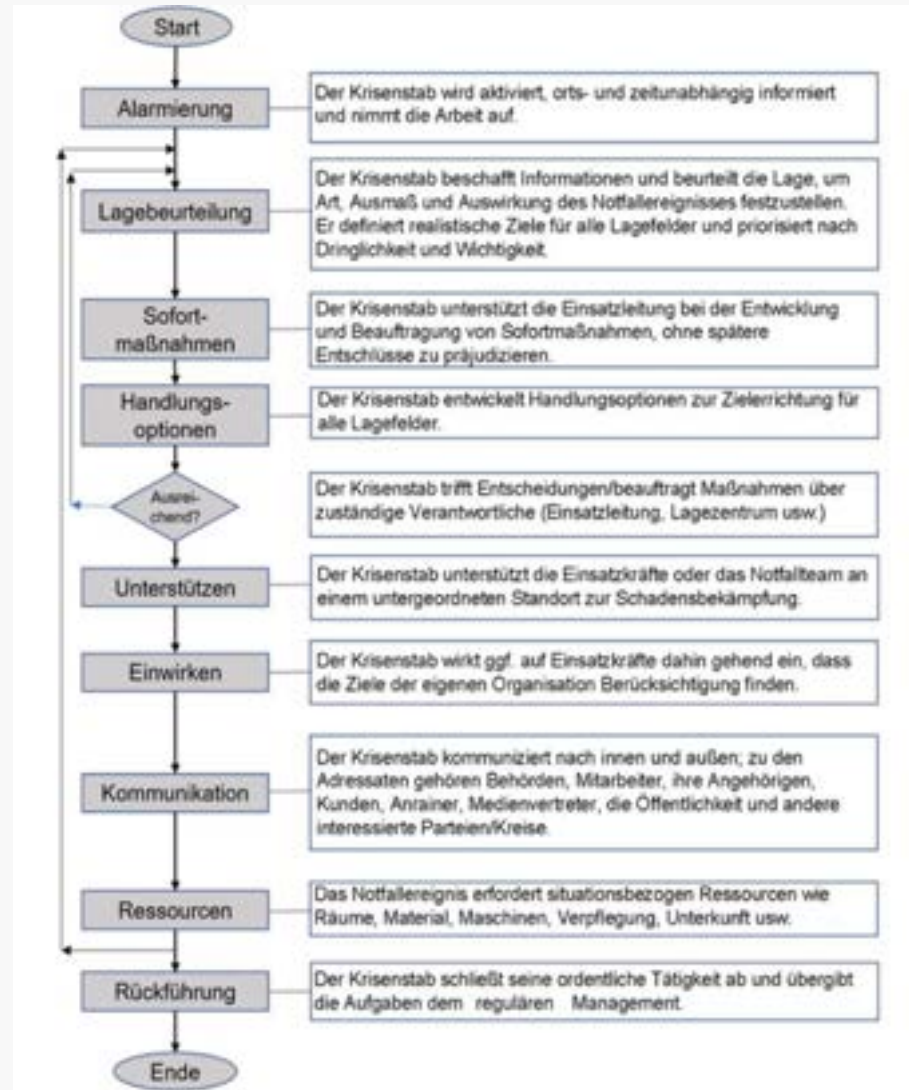 Start
Alarmierung
Der Krisenstab wird aktiviert, orts- und zeitunabhängig informiert
und nimmt die Arbeit auf.
Lagebeurteilung
Der Krisenstab beschafft Informationen und beurteilt die Lage, um
Art, Ausmaß und Auswirkung des Notfallereignisses festzustellen.
Er definiert realistische Ziele für alle Lagefelder und priorisiert nach
Dringlichkeit und Wichtigkeit.
Sofort-
maßnahmen
Der Krisenstab unterstützt die Einsatzleitung bei der Entwicklung
und Beauftragung von Sofortmaßnahmen, ohne spätere
Entschlüsse zu präjudizieren.
Handlungs-
optionen
Der Krisenstab entwickelt Handlungsoptionen zur Zielerrichtung für
alle Lagefelder.
Ausrei-
chend?
Der Krisenstab trifft Entscheidungen/beauftragt Maßnahmen über
zuständige Verantwortliche (Einsatzleitung, Lagezentrum usw.)
Unterstützen
Der Krisenstab unterstützt die Einsatzkräfte oder das Notfallteam an
einem untergeordneten Standort zur Schadensbekämpfung.
Einwirken
Der Krisenstab wirkt ggf. auf Einsatzkräfte dahin gehend ein, dass
die Ziele der eigenen Organisation Berücksichtigung finden.
Kommunikation
Der Krisenstab kommuniziert nach innen und außen; zu den
Adressaten gehören Behörden, Mitarbeiter, ihre Angehörigen,
Kunden, Anrainer, Medienvertreter, die Öffentlichkeit und andere
interessierte Parteien/Kreise.
Ressourcen
Das Notfallereignis erfordert situationsbezogen Ressourcen wie
Räume, Material, Maschinen, Verpflegung, Unterkunft usw.
Rückführung
Der Krisenstab schließt seine ordentliche Tätigkeit ab und übergibt
die Aufgaben dem regulären Management.
Ende